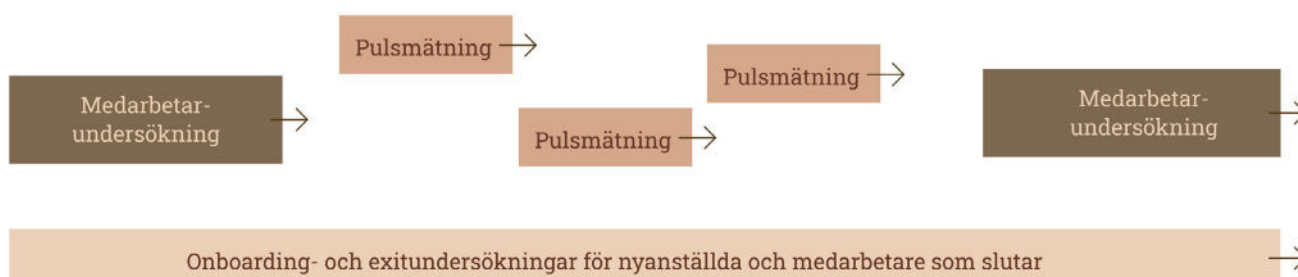 Medarbetar-
undersökning
Pulsmätning
Pulsmätning
Pulsmätning
Medarbetar-
undersökning
Onboarding- och exitundersökningar för nyanställda och medarbetare som slutar